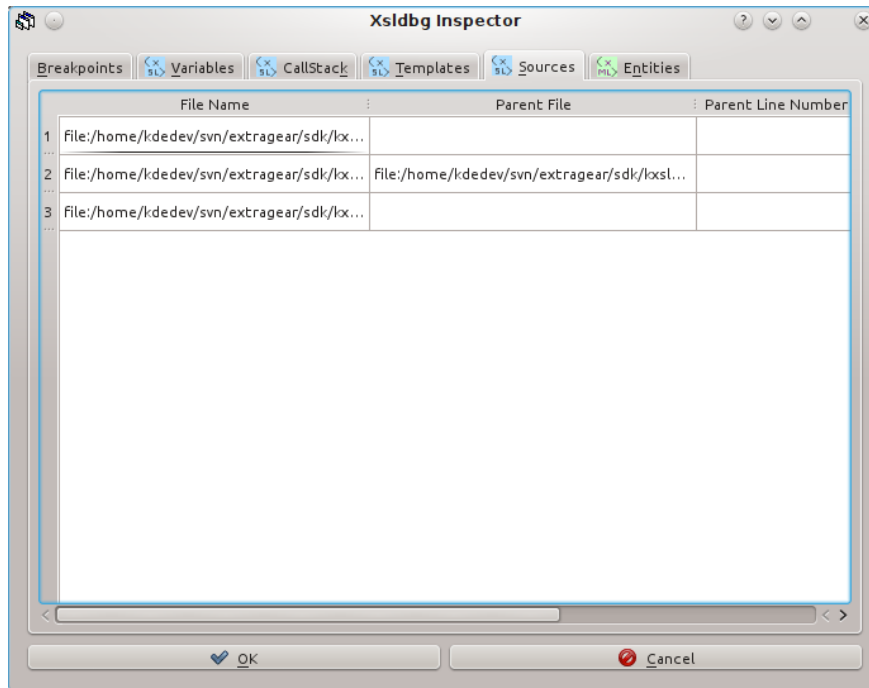 Xsldbg Inspector
Breakpoints Variables CallStack Templates Sources Entities
File Name Parent File Parent Line Number
1 file:/home/kdedev/svn/extragear/sdk/kx...
2 file:/home/kdedev/svn/extragear/sdk/kx... file:/home/kdedev/svn/extragear/sdk/kxsl...
3 file:/home/kdedev/svn/extragear/sdk/kx...
OK Cancel